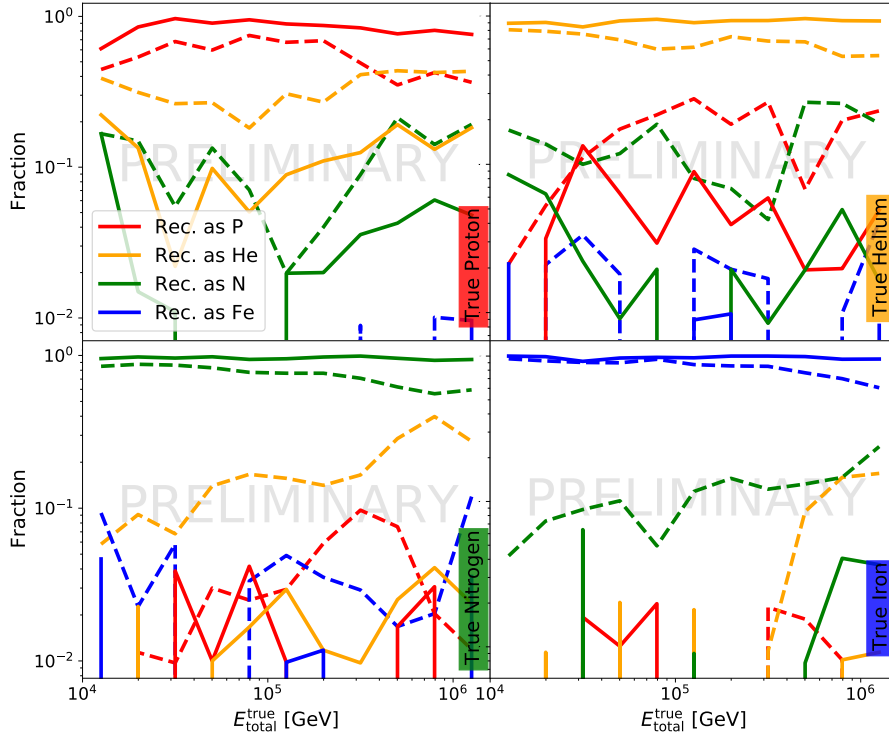 10⁰
10⁻¹
10⁻²
Fraction
PRELIMINARY
Rec. as P
Rec. as He
Rec. as N
Rec. as Fe
True Proton
PRELIMINARY
True Helium
10⁰
10⁻¹
10⁻²
Fraction
PRELIMINARY
True Nitrogen
PRELIMINARY
True Iron
10⁴ 10⁵ 10⁶
E_total^true [GeV]
10⁴ 10⁵ 10⁶
E_total^true [GeV]